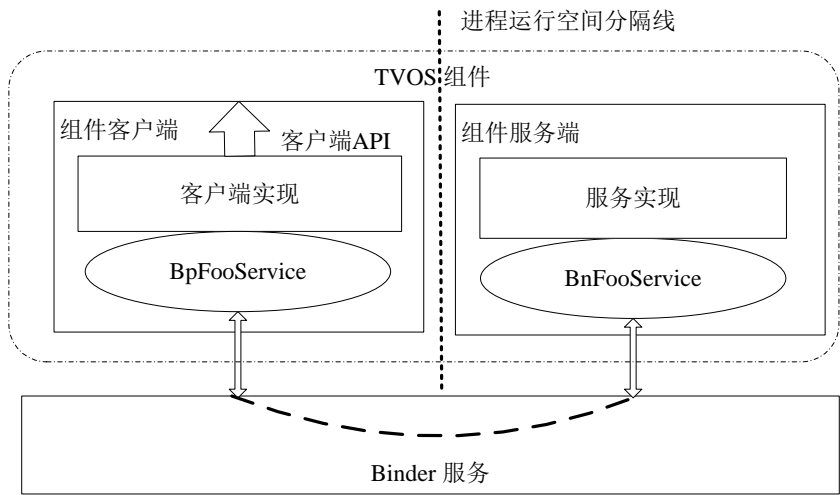 进程运行空间分隔线
TVOS 组件
组件客户端
客户端API
客户端实现
BpFooService
组件服务端
服务实现
BnFooService
Binder 服务